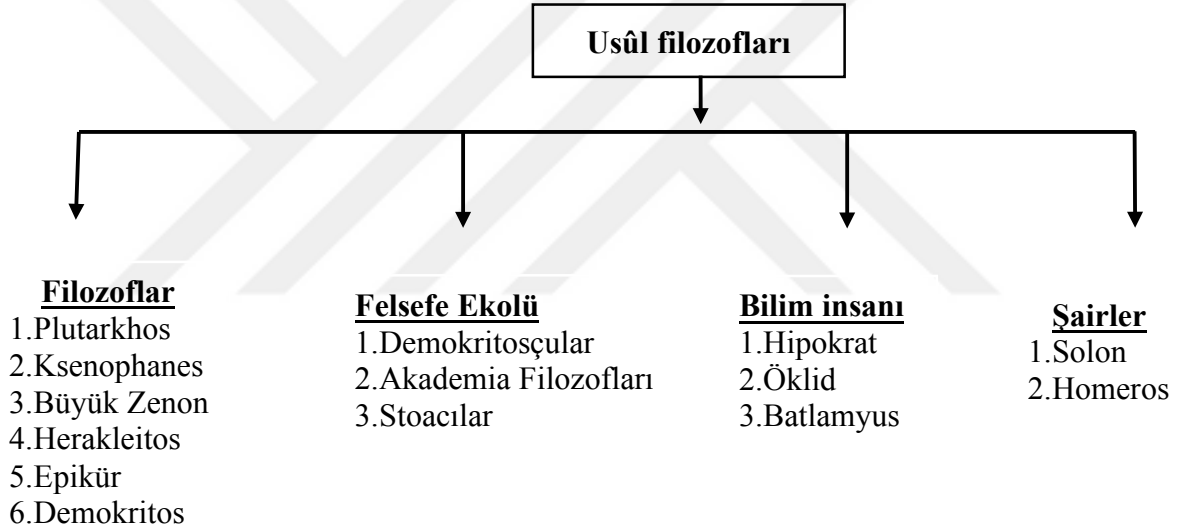 Usûl filozofları
Filozoflar
1.Plutarkhos
2.Ksenophanes
3.Büyük Zenon
4.Herakleitos
5.Epikür
6.Demokritos
Felsefe Ekolü
1.Demokritosçular
2.Akademia Filozofları
3.Stoacılar
Bilim insanı
1.Hipokrat
2.Öklid
3.Batlamyus
Şairler
1.Solon
2.Homeros